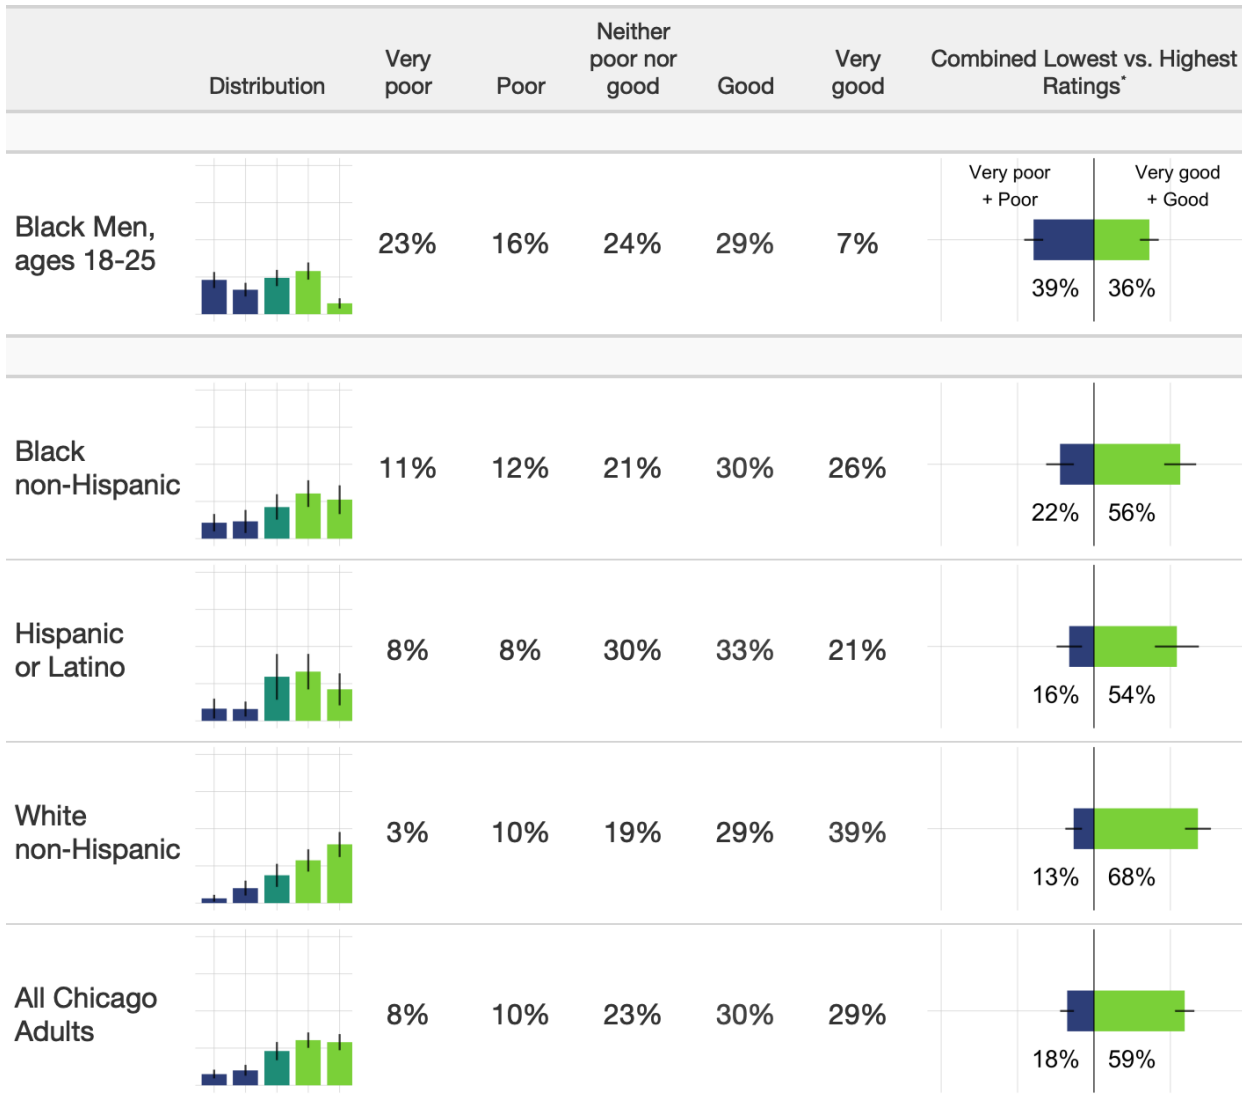 Distribution
Very
poor
Poor
Neither
poor nor
good
Good
Very
good
Combined Lowest vs. Highest
Ratings*
Black Men,
ages 18-25
23%
16%
24%
29%
7%
Very poor
+ Poor
Very good
+ Good
39%
36%
Black
non-Hispanic
11%
12%
21%
30%
26%
22%
56%
Hispanic
or Latino
8%
8%
30%
33%
21%
16%
54%
White
non-Hispanic
3%
10%
19%
29%
39%
13%
68%
All Chicago
Adults
8%
10%
23%
30%
29%
18%
59%